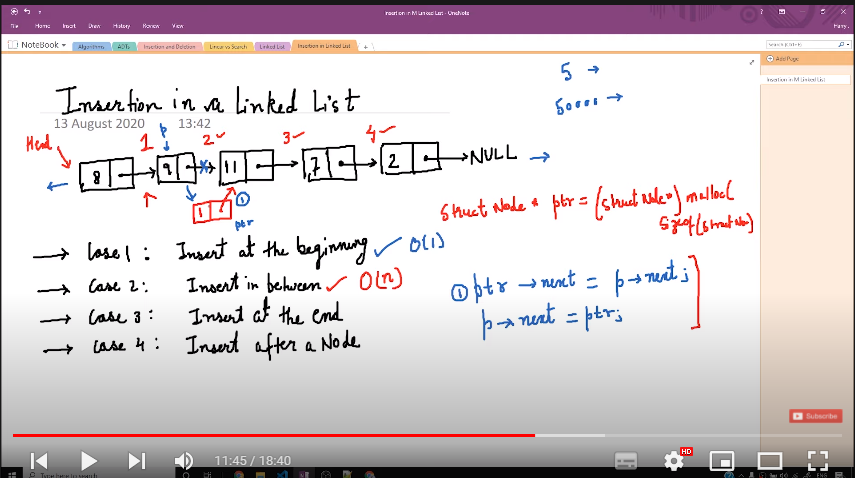 Insertion in M Linked List - OneNote
File Home Insert Draw History Review View
Harry .
NoteBook Algorithms ADTs Insertion and Deletion Linear vs Search Linked List Insertion in Linked List +
Search (Ctrl+E)
Add Page
Insertion in M Linked List
5 →
50000 →
Insertion in a Linked List
13 August 2020 13:42
Head 1 p 2 3 4
8 9 11 7 2 NULL
1 ①
ptr
struct Node * ptr = (struct Node*) malloc(
sizeof(struct No)
→ Case 1 : Insert at the beginning ✓ O(1)
→ Case 2 : Insert in between ✓ O(n)
→ Case 3 : Insert at the end
→ Case 4 : Insert after a Node
① ptr → next = p → next ;
p → next = ptr;
Subscribe
HD
11:45 / 18:40
Type here to search
ENG